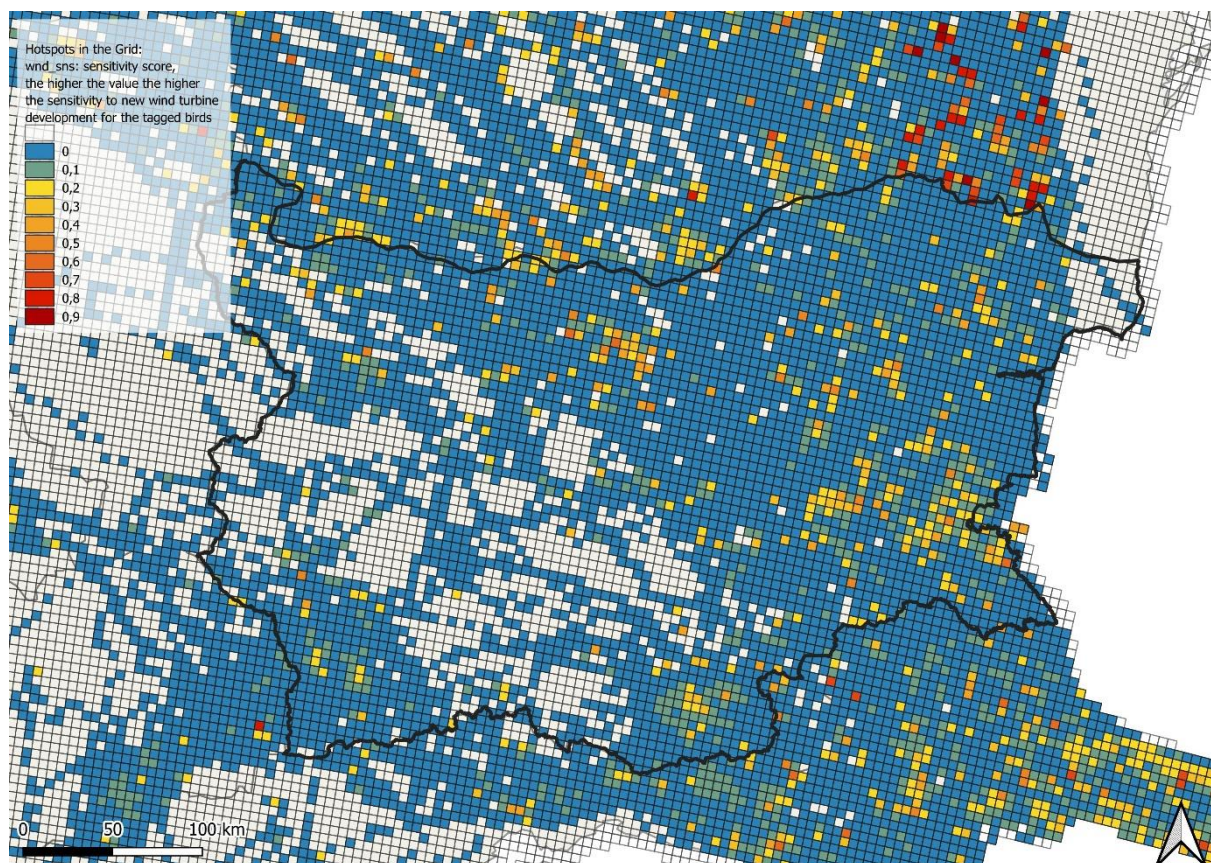 Hotspots in the Grid:
wnd_sns: sensitivity score,
the higher the value the higher
the sensitivity to new wind turbine
development for the tagged birds
0
0,1
0,2
0,3
0,4
0,5
0,6
0,7
0,8
0,9
0 50 100 km